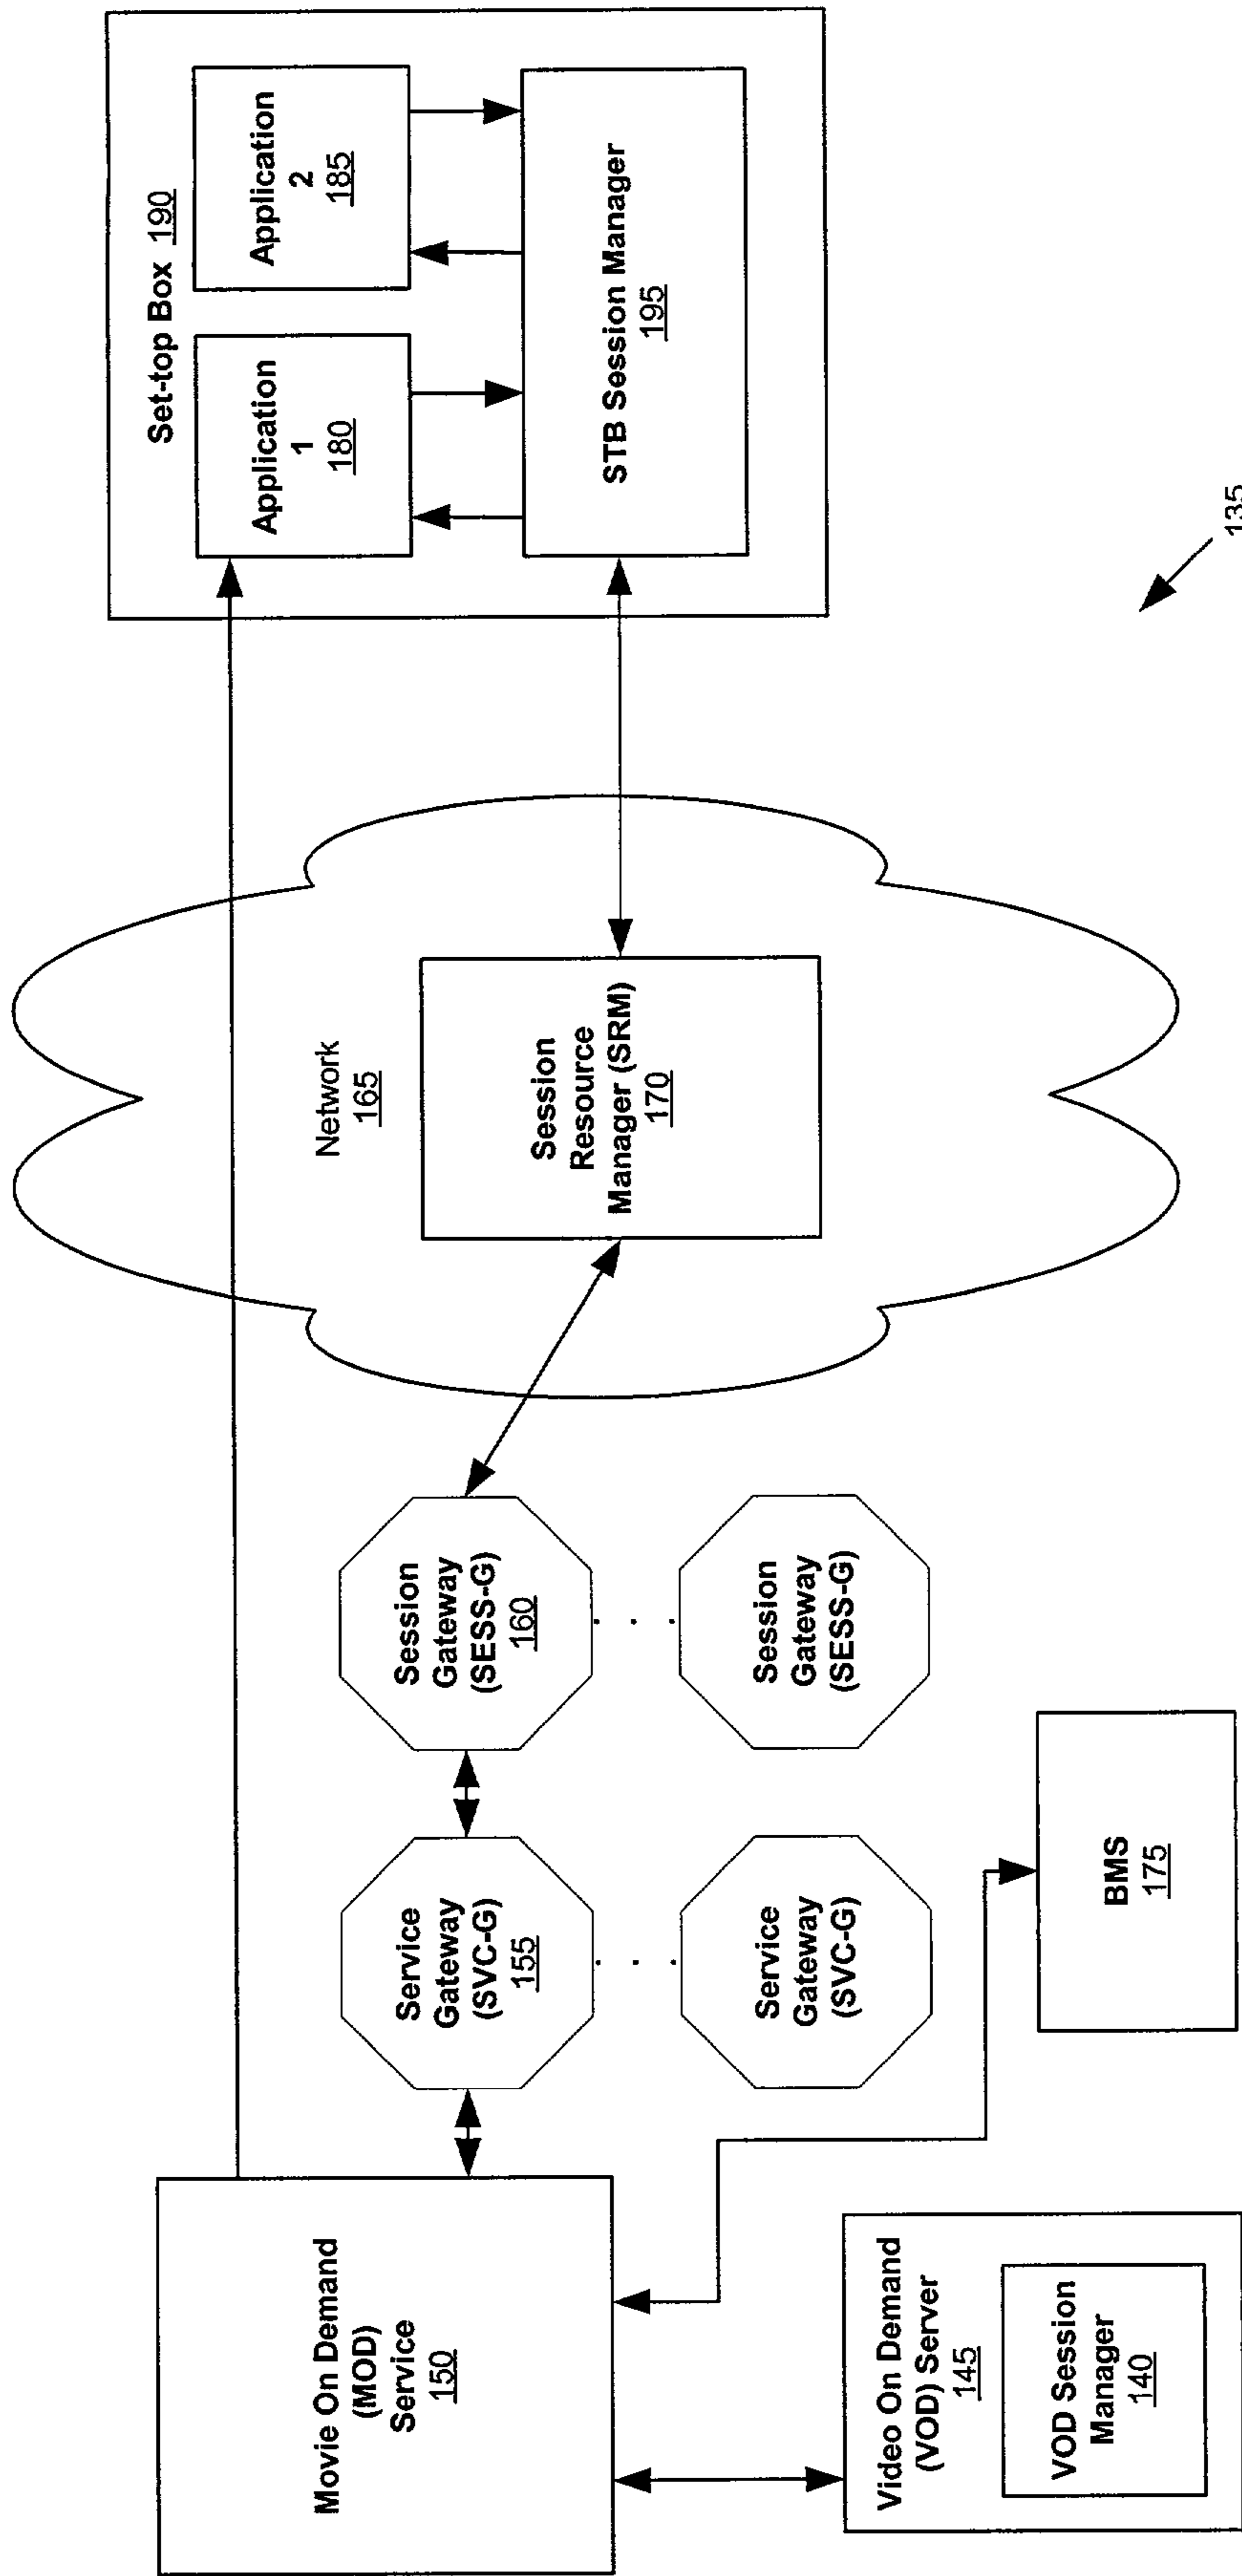 Movie On Demand
(MOD)
Service
150
Video On Demand
(VOD) Server
145
VOD Session
Manager
140
Service
Gateway
(SVC-G)
155
Service
Gateway
(SVC-G)
BMS
175
Session
Gateway
(SESS-G)
160
Session
Gateway
(SESS-G)
Network
165
Session
Resource
Manager (SRM)
170
Set-top Box 190
Application
1
180
Application
2
185
STB Session Manager
195
135